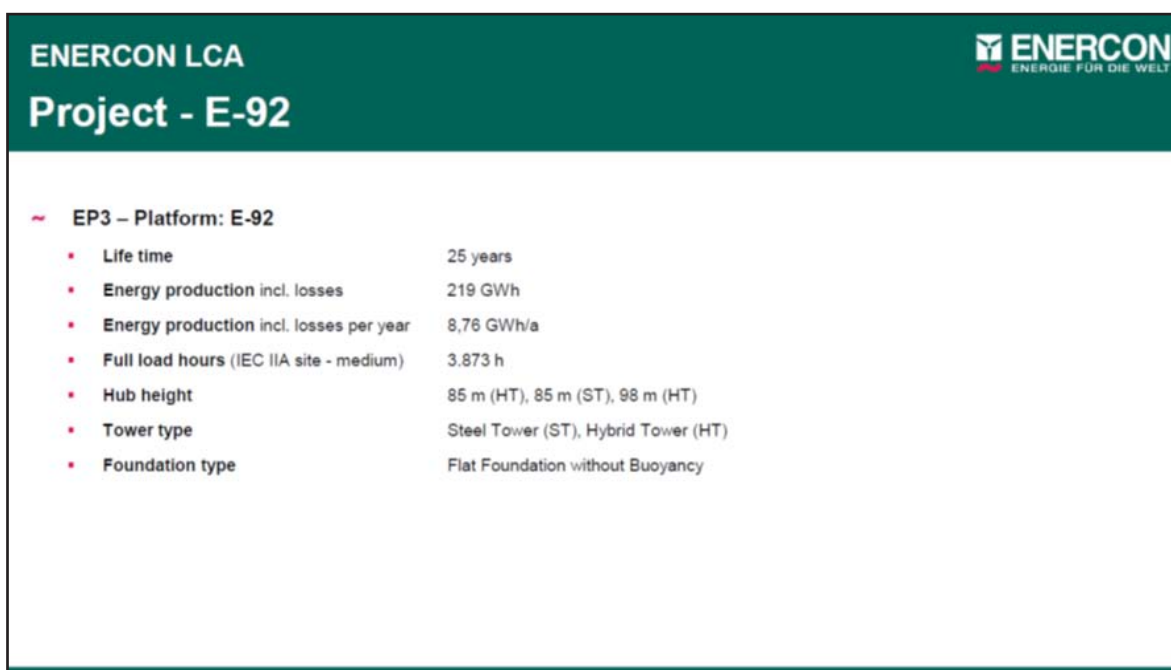 ENERCON LCA
ENERCON
ENERGIE FÜR DIE WELT
Project - E-92
~ EP3 – Platform: E-92
▪ Life time 25 years
▪ Energy production incl. losses 219 GWh
▪ Energy production incl. losses per year 8,76 GWh/a
▪ Full load hours (IEC IIA site - medium) 3.873 h
▪ Hub height 85 m (HT), 85 m (ST), 98 m (HT)
▪ Tower type Steel Tower (ST), Hybrid Tower (HT)
▪ Foundation type Flat Foundation without Buoyancy